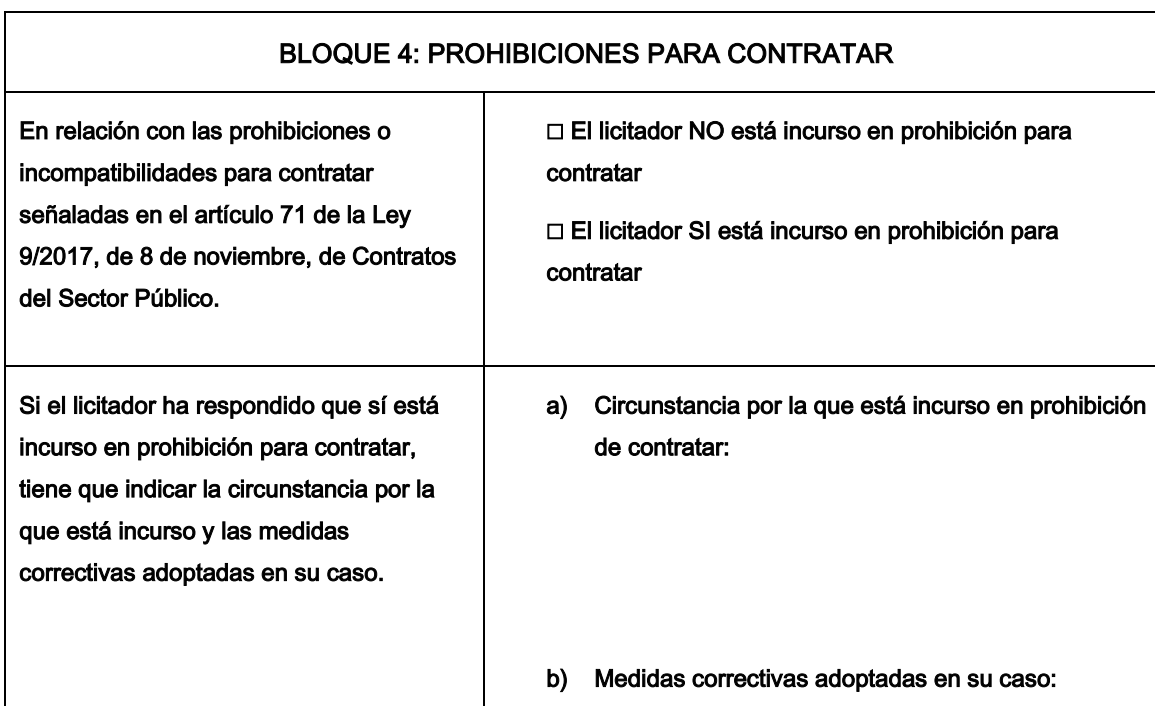 BLOQUE 4: PROHIBICIONES PARA CONTRATAR
En relación con las prohibiciones o
incompatibilidades para contratar
señaladas en el artículo 71 de la Ley
9/2017, de 8 de noviembre, de Contratos
del Sector Público.
□ El licitador NO está incurso en prohibición para
contratar
□ El licitador SI está incurso en prohibición para
contratar
Si el licitador ha respondido que sí está
incurso en prohibición para contratar,
tiene que indicar la circunstancia por la
que está incurso y las medidas
correctivas adoptadas en su caso.
a) Circunstancia por la que está incurso en prohibición
de contratar:
b) Medidas correctivas adoptadas en su caso: